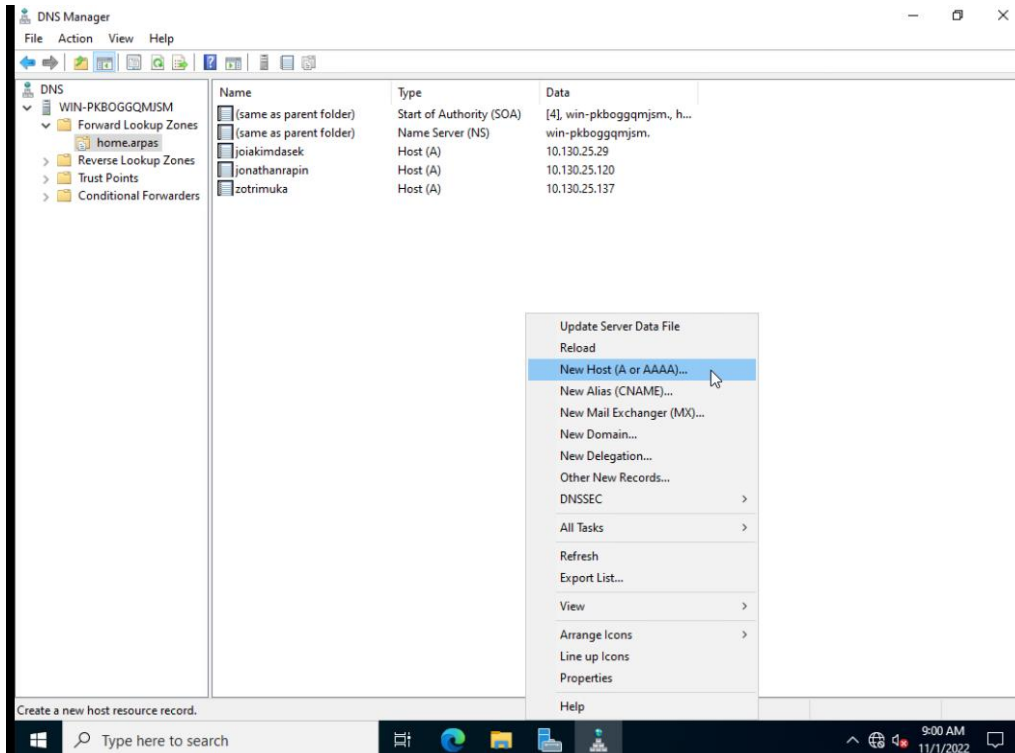 DNS Manager
File Action View Help
DNS
WIN-PKBOGGQMJSM
Forward Lookup Zones
home.arpas
Reverse Lookup Zones
Trust Points
Conditional Forwarders
Name Type Data
(same as parent folder) Start of Authority (SOA) [4], win-pkboggqmjsm., h...
(same as parent folder) Name Server (NS) win-pkboggqmjsm.
joiakimdasek Host (A) 10.130.25.29
jonathanrapin Host (A) 10.130.25.120
zotrimuka Host (A) 10.130.25.137
Update Server Data File
Reload
New Host (A or AAAA)...
New Alias (CNAME)...
New Mail Exchanger (MX)...
New Domain...
New Delegation...
Other New Records...
DNSSEC
All Tasks
Refresh
Export List...
View
Arrange Icons
Line up Icons
Properties
Help
Create a new host resource record.
Type here to search
9:00 AM
11/1/2022